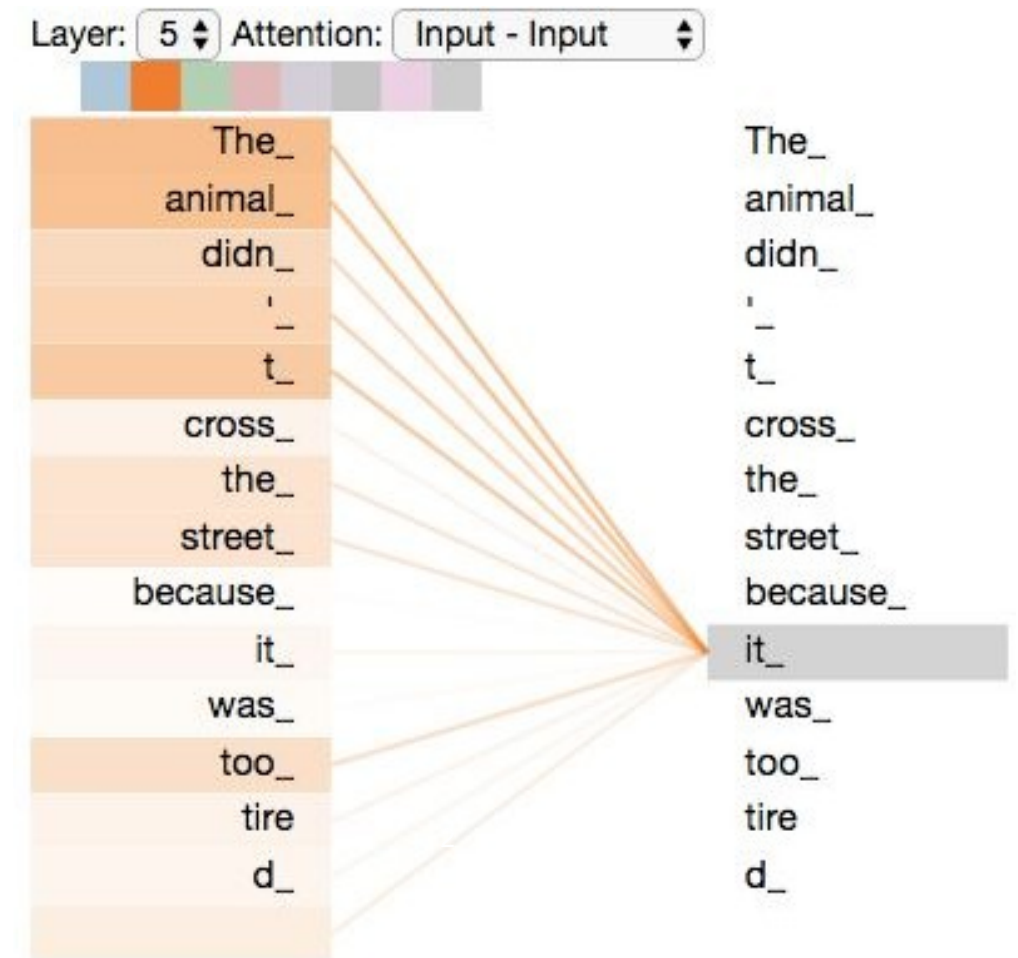 Layer: 5 Attention: Input - Input
The_ The_
animal_ animal_
didn_ didn_
'_ '_
t_ t_
cross_ cross_
the_ the_
street_ street_
because_ because_
it_ it_
was_ was_
too_ too_
tire tire
d_ d_